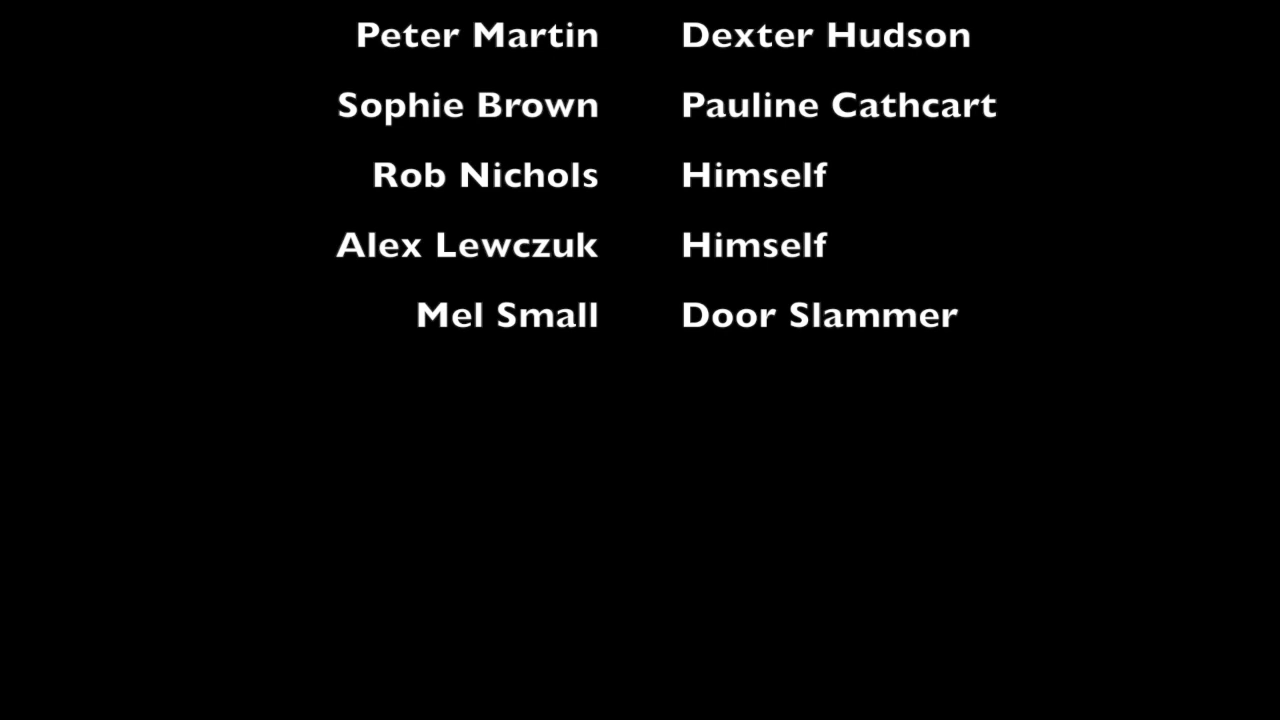 Peter Martin Dexter Hudson
Sophie Brown Pauline Cathcart
Rob Nichols Himself
Alex Lewczuk Himself
Mel Small Door Slammer